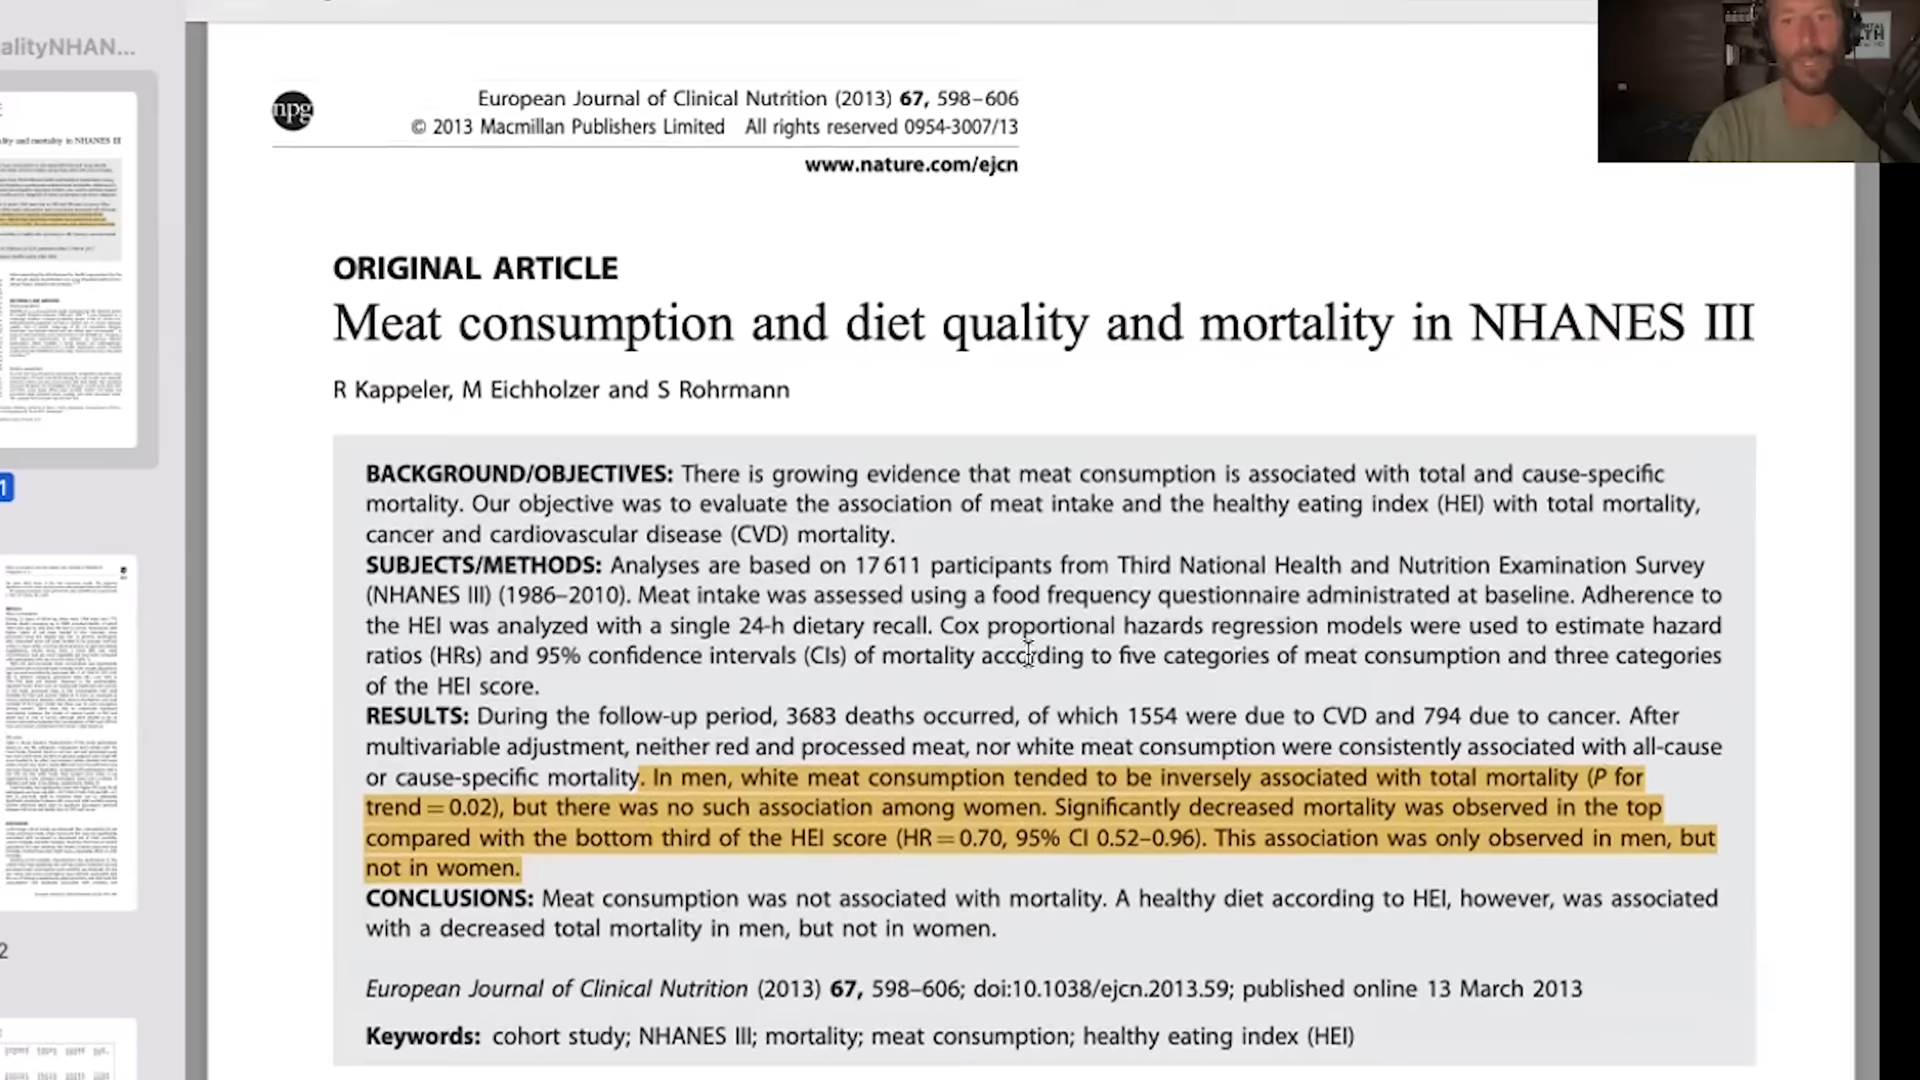 alityNHAN...
lity and mortality in NHANES III
1
2
npg
European Journal of Clinical Nutrition (2013) 67, 598–606
© 2013 Macmillan Publishers Limited All rights reserved 0954-3007/13
www.nature.com/ejcn
ORIGINAL ARTICLE
Meat consumption and diet quality and mortality in NHANES III
R Kappeler, M Eichholzer and S Rohrmann
BACKGROUND/OBJECTIVES: There is growing evidence that meat consumption is associated with total and cause-specific
mortality. Our objective was to evaluate the association of meat intake and the healthy eating index (HEI) with total mortality,
cancer and cardiovascular disease (CVD) mortality.
SUBJECTS/METHODS: Analyses are based on 17 611 participants from Third National Health and Nutrition Examination Survey
(NHANES III) (1986–2010). Meat intake was assessed using a food frequency questionnaire administrated at baseline. Adherence to
the HEI was analyzed with a single 24-h dietary recall. Cox proportional hazards regression models were used to estimate hazard
ratios (HRs) and 95% confidence intervals (CIs) of mortality according to five categories of meat consumption and three categories
of the HEI score.
RESULTS: During the follow-up period, 3683 deaths occurred, of which 1554 were due to CVD and 794 due to cancer. After
multivariable adjustment, neither red and processed meat, nor white meat consumption were consistently associated with all-cause
or cause-specific mortality. In men, white meat consumption tended to be inversely associated with total mortality (P for
trend = 0.02), but there was no such association among women. Significantly decreased mortality was observed in the top
compared with the bottom third of the HEI score (HR = 0.70, 95% CI 0.52–0.96). This association was only observed in men, but
not in women.
CONCLUSIONS: Meat consumption was not associated with mortality. A healthy diet according to HEI, however, was associated
with a decreased total mortality in men, but not in women.
European Journal of Clinical Nutrition (2013) 67, 598–606; doi:10.1038/ejcn.2013.59; published online 13 March 2013
Keywords: cohort study; NHANES III; mortality; meat consumption; healthy eating index (HEI)